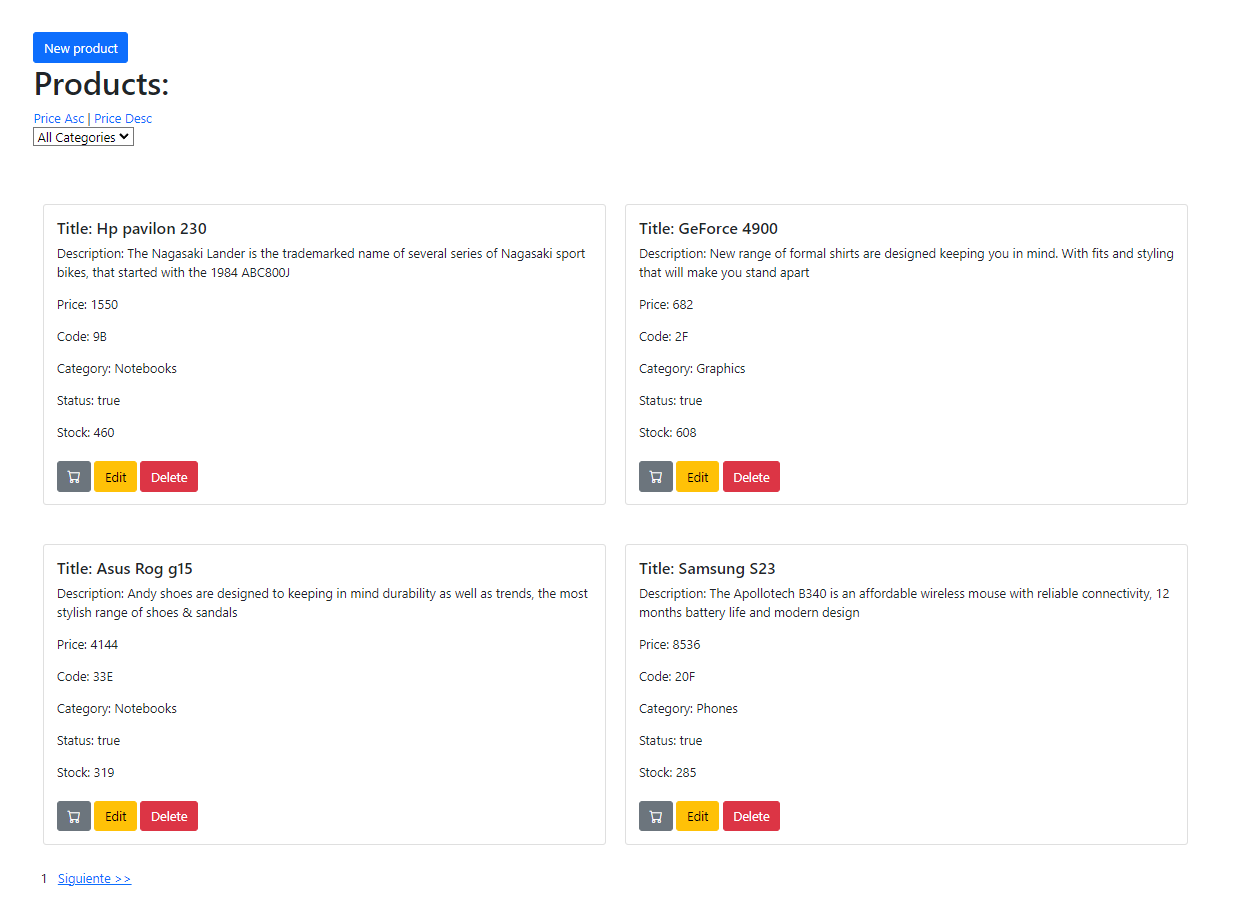 New product
Products:
Price Asc | Price Desc
All Categories
Title: Hp pavilon 230
Description: The Nagasaki Lander is the trademarked name of several series of Nagasaki sport
bikes, that started with the 1984 ABC800J
Price: 1550
Code: 9B
Category: Notebooks
Status: true
Stock: 460
Edit Delete
Title: GeForce 4900
Description: New range of formal shirts are designed keeping you in mind. With fits and styling
that will make you stand apart
Price: 682
Code: 2F
Category: Graphics
Status: true
Stock: 608
Edit Delete
Title: Asus Rog g15
Description: Andy shoes are designed to keeping in mind durability as well as trends, the most
stylish range of shoes & sandals
Price: 4144
Code: 33E
Category: Notebooks
Status: true
Stock: 319
Edit Delete
Title: Samsung S23
Description: The Apollotech B340 is an affordable wireless mouse with reliable connectivity, 12
months battery life and modern design
Price: 8536
Code: 20F
Category: Phones
Status: true
Stock: 285
Edit Delete
1 Siguiente >>